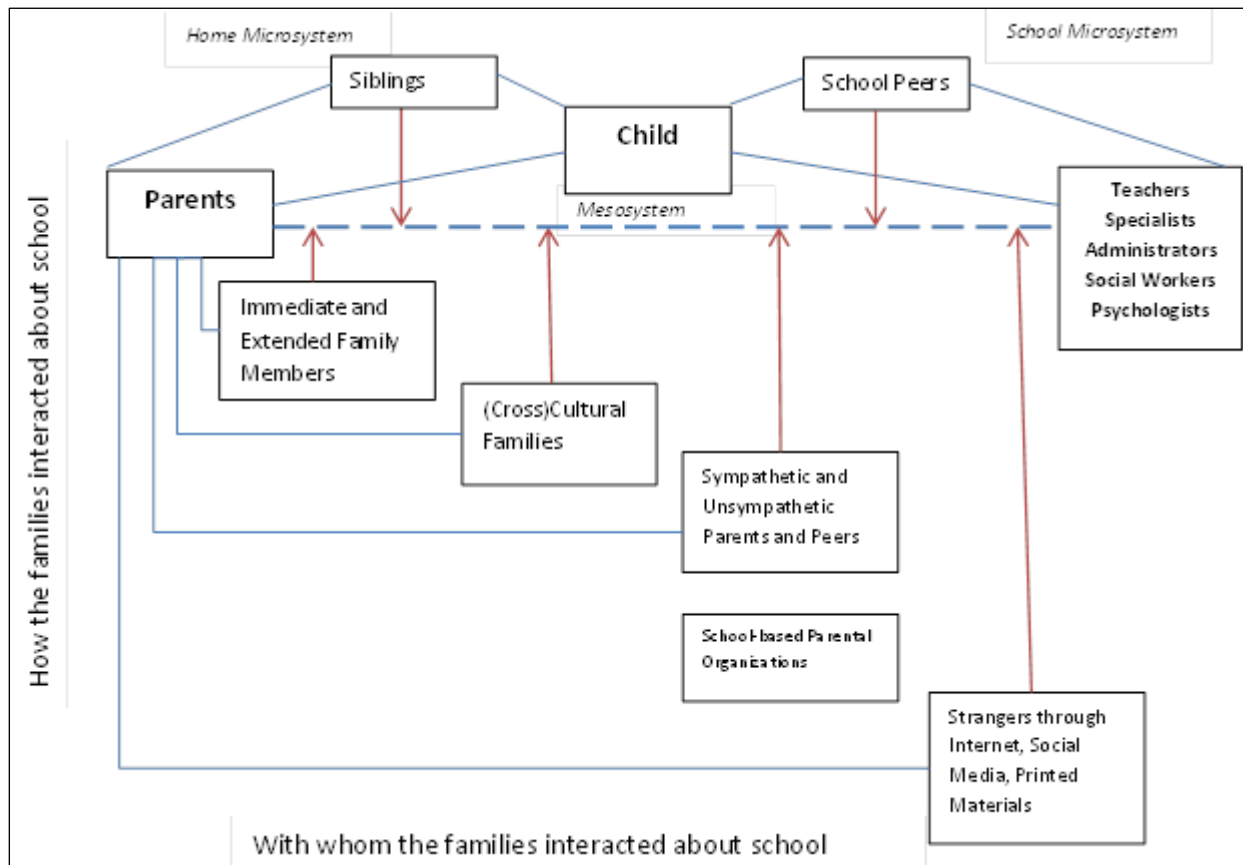 Home Microsystem
School Microsystem
Siblings
School Peers
Child
Parents
Mesosystem
Teachers
Specialists
Administrators
Social Workers
Psychologists
Immediate and
Extended Family
Members
(Cross)Cultural
Families
Sympathetic and
Unsympathetic
Parents and Peers
School-based Parental
Organizations
Strangers through
Internet, Social
Media, Printed
Materials
How the families interacted about school
With whom the families interacted about school